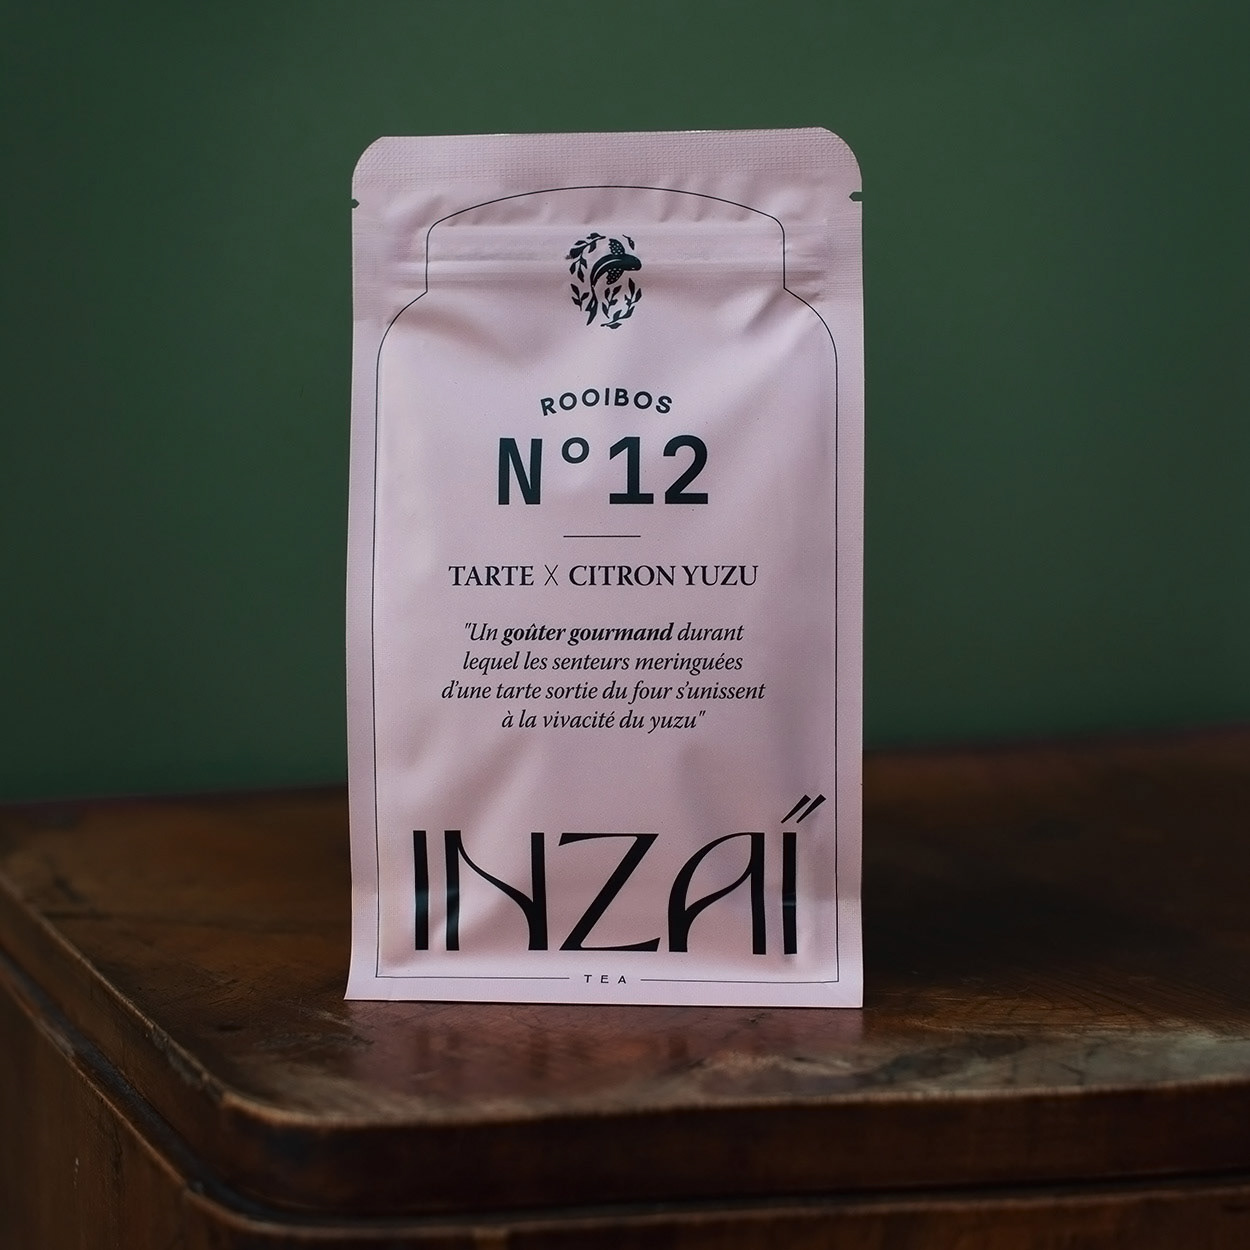 ROOIBOS
N°12
TARTE X CITRON YUZU
"Un goûter gourmand durant
lequel les senteurs meringuées
d'une tarte sortie du four s'unissent
à la vivacité du yuzu"
INZAÏ
TEA